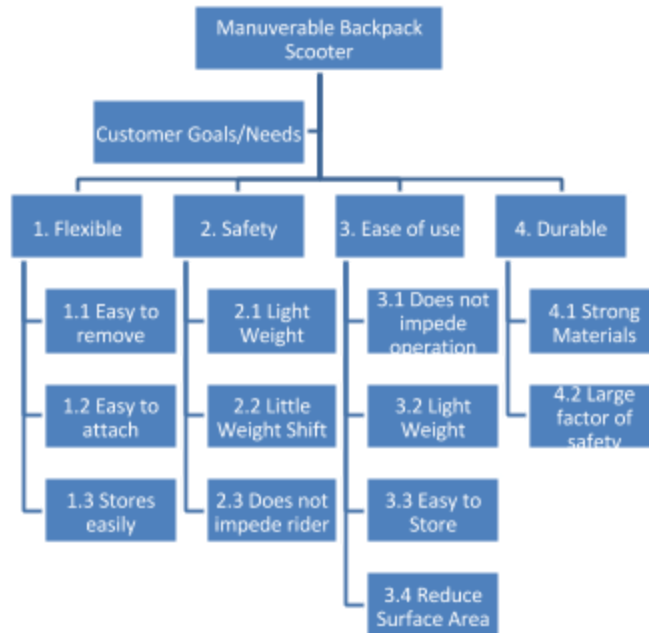 Manuverable Backpack
Scooter
Customer Goals/Needs
1. Flexible
2. Safety
3. Ease of use
4. Durable
1.1 Easy to
remove
1.2 Easy to
attach
1.3 Stores
easily
2.1 Light
Weight
2.2 Little
Weight Shift
2.3 Does not
impede rider
3.1 Does not
impede
operation
3.2 Light
Weight
3.3 Easy to
Store
3.4 Reduce
Surface Area
4.1 Strong
Materials
4.2 Large
factor of
safety